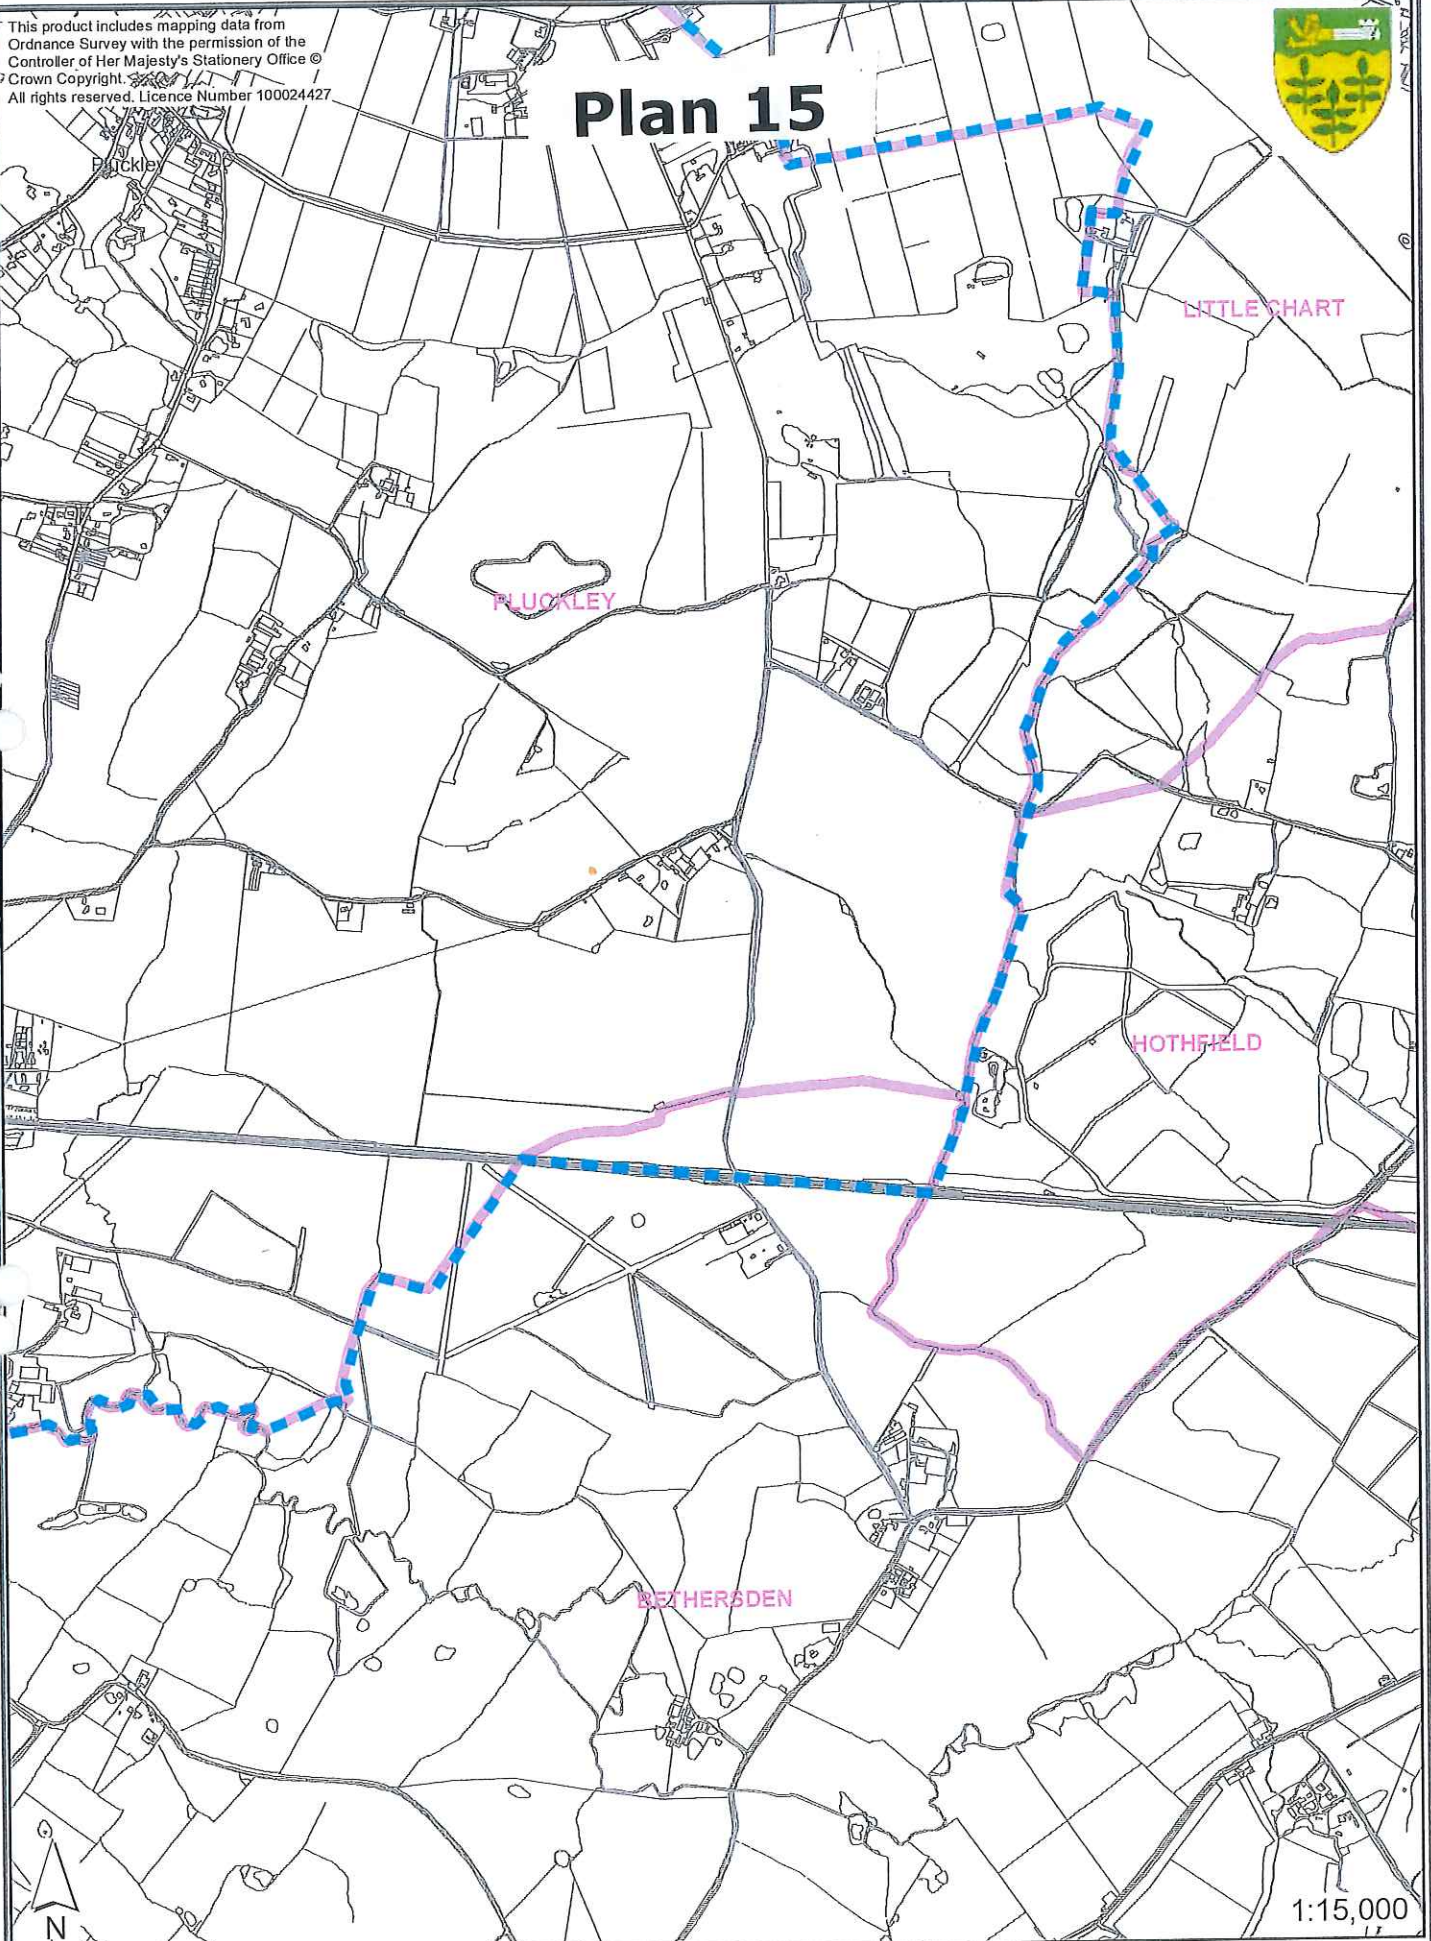 This product includes mapping data from
Ordnance Survey with the permission of the
Controller of Her Majesty's Stationery Office ©
Crown Copyright.
All rights reserved. Licence Number 100024427
Plan 15
Pluckley
LITTLE CHART
PLUCKLEY
HOTHFIELD
BETHERSDEN
N
1:15,000